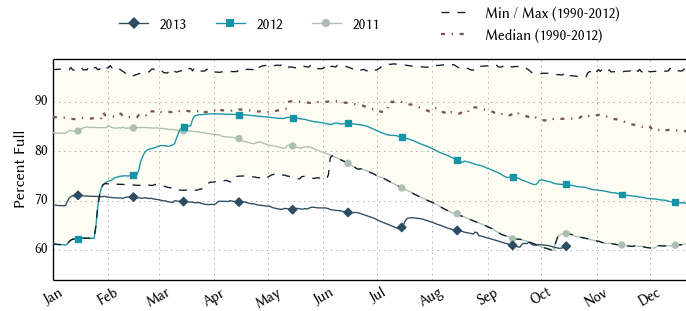 2013 2012 2011 Min / Max (1990-2012)
Median (1990-2012)
Percent Full
90
80
70
60
Jan Feb Mar Apr May Jun Jul Aug Sep Oct Nov Dec